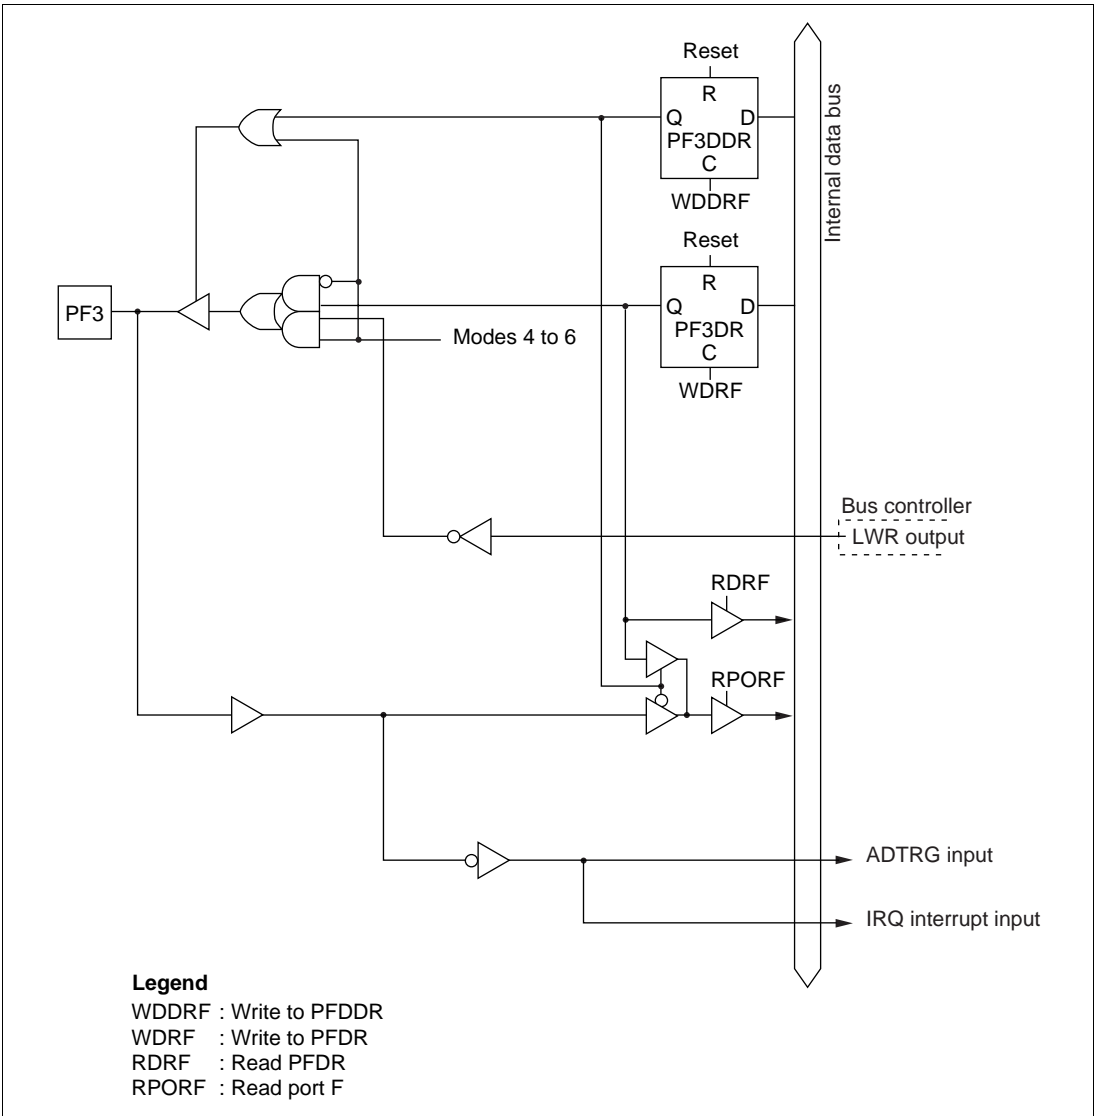 Reset
R
Q D
PF3DDR
C
WDDRF
Internal data bus
Reset
R
Q D
PF3DR
C
WDRF
PF3
Modes 4 to 6
Bus controller
LWR output
RDRF
RPORF
ADTRG input
IRQ interrupt input
Legend
WDDRF : Write to PFDDR
WDRF : Write to PFDR
RDRF : Read PFDR
RPORF : Read port F